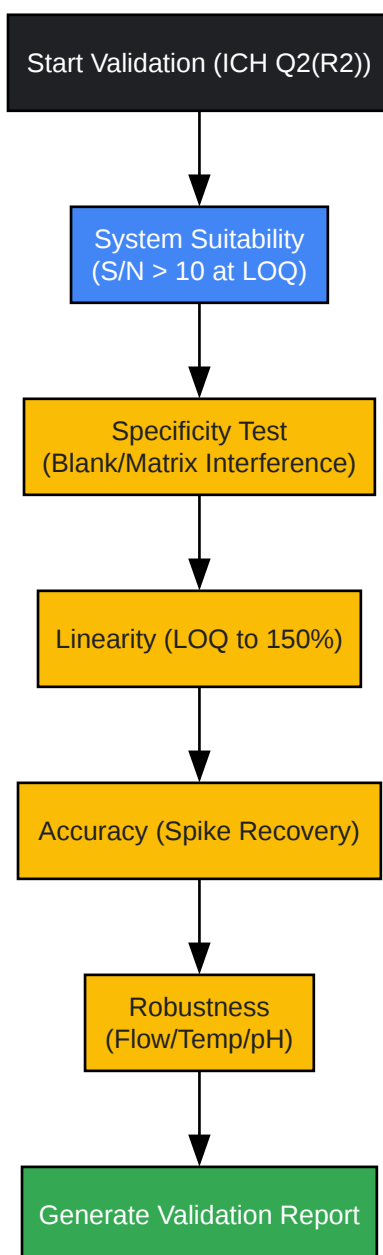 Start Validation (ICH Q2(R2))
System Suitability
(S/N > 10 at LOQ)
Specificity Test
(Blank/Matrix Interference)
Linearity (LOQ to 150%)
Accuracy (Spike Recovery)
Robustness
(Flow/Temp/pH)
Generate Validation Report